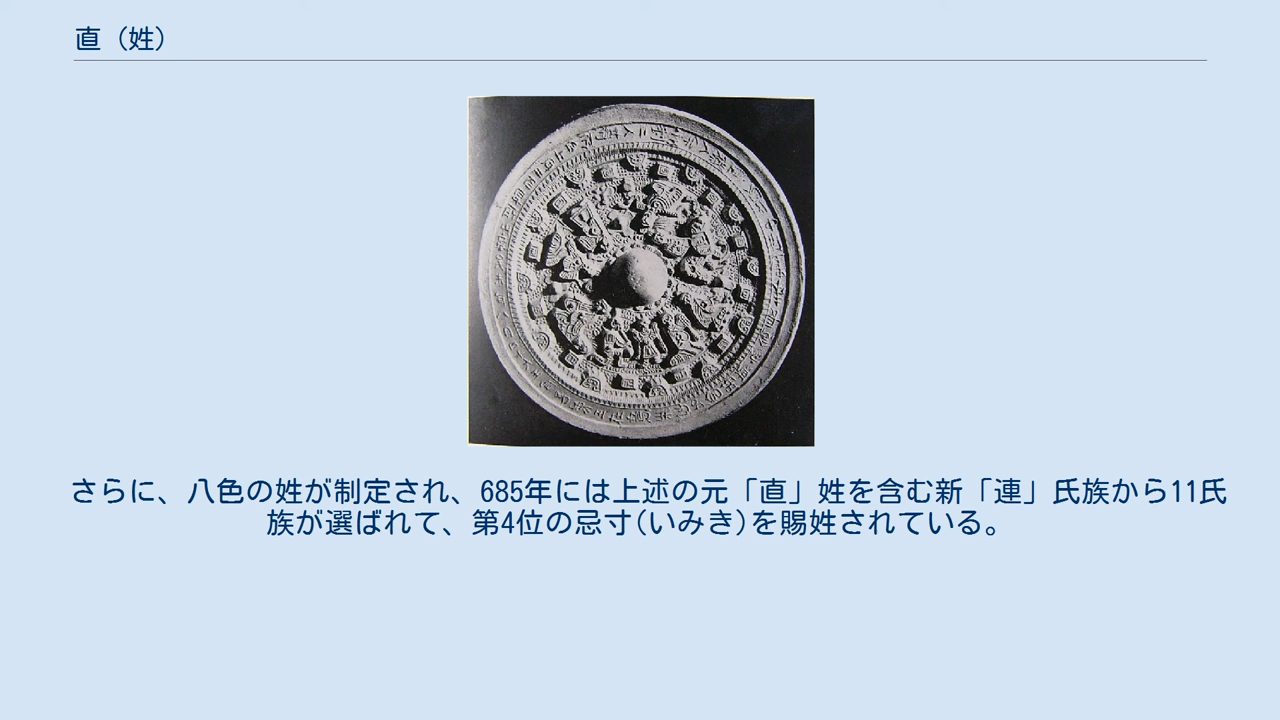 直（姓）
さらに、八色の姓が制定され、685年には上述の元「直」姓を含む新「連」氏族から11氏
族が選ばれて、第4位の忌寸(いみき)を賜姓されている。